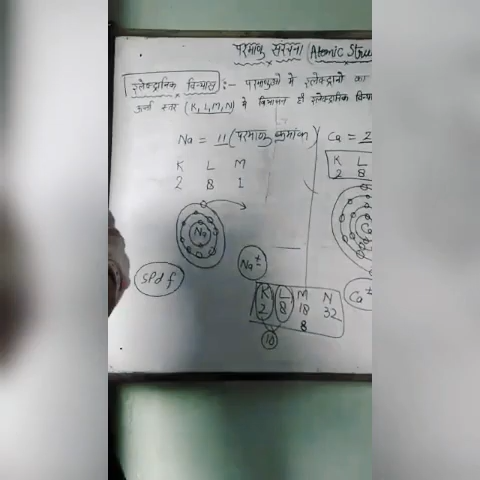 परमाणु संरचना (Atomic Struc
इलेक्ट्रानिक विन्यास :- परमाणुओ मे इलेक्ट्रानो का
ऊर्जा स्तर (K, L, M, N) मे विभाजन ही इलेक्ट्रानिक विन्या
Na = 11 (परमाणु क्रमांक)
Ca = 2
K L M
2 8 1
K L
2 8
Na
Na+
Spdf
Ca+
K L M N
2 8 18 32
8
10